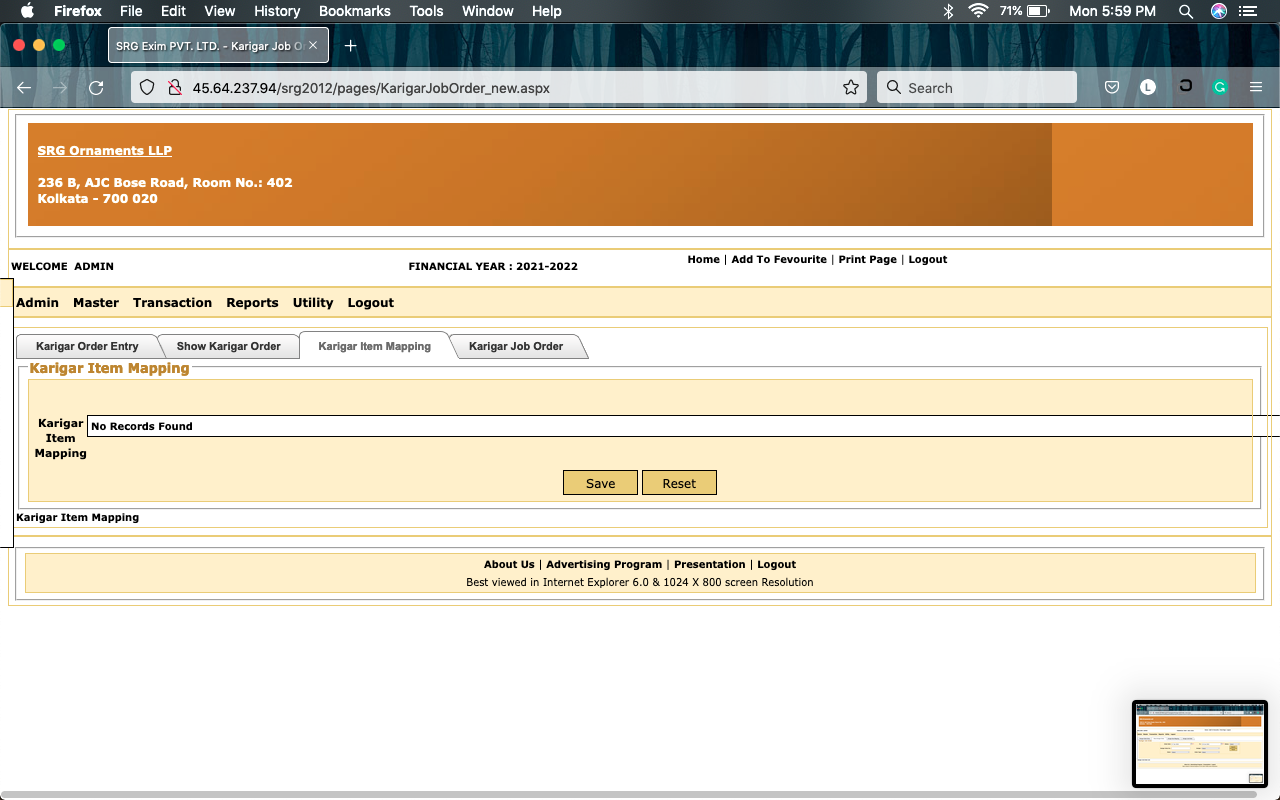 Firefox File Edit View History Bookmarks Tools Window Help 71% Mon 5:59 PM
SRG Exim PVT. LTD. - Karigar Job O
45.64.237.94/srg2012/pages/KarigarJobOrder_new.aspx Search L G
SRG Ornaments LLP
236 B, AJC Bose Road, Room No.: 402
Kolkata - 700 020
WELCOME ADMIN FINANCIAL YEAR : 2021-2022 Home | Add To Fevourite | Print Page | Logout
Admin Master Transaction Reports Utility Logout
Karigar Order Entry Show Karigar Order Karigar Item Mapping Karigar Job Order
Karigar Item Mapping
Karigar Item Mapping No Records Found
Save Reset
Karigar Item Mapping
About Us | Advertising Program | Presentation | Logout
Best viewed in Internet Explorer 6.0 & 1024 X 800 screen Resolution